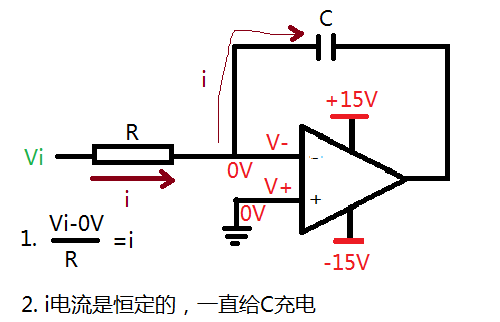 C
i
+15V
R
Vi
V-
-
0V
i
V+
+
0V
1. Vi-0V
R
=i
-15V
2. i电流是恒定的，一直给C充电